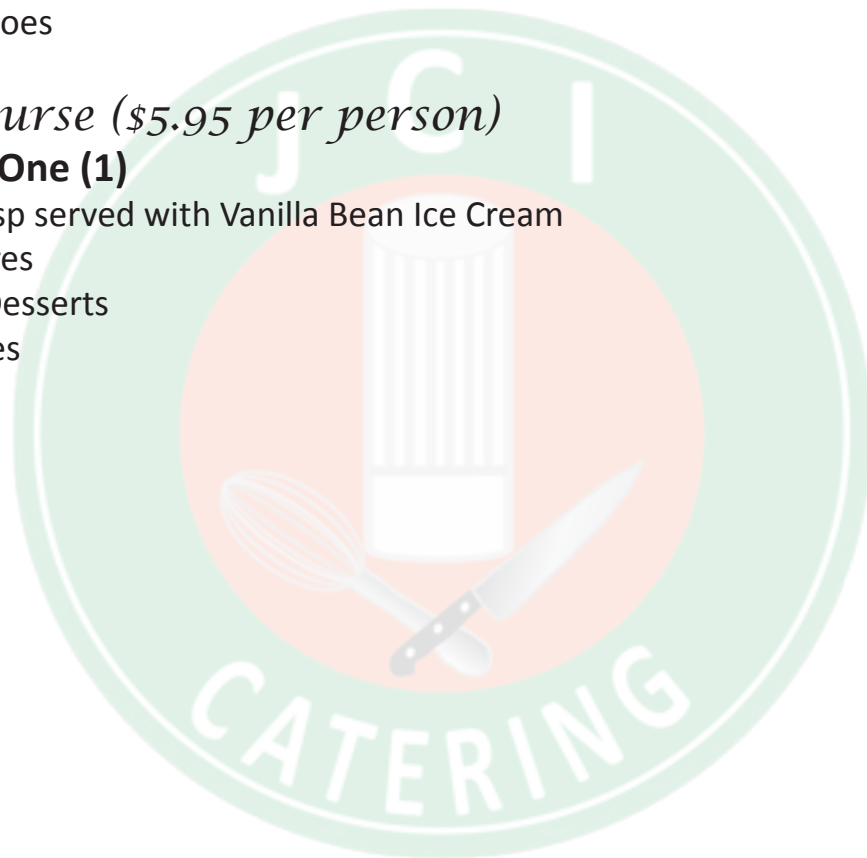 oes
urse ($5.95 per person)
One (1)
sp served with Vanilla Bean Ice Cream
es
Desserts
es
JCI
CATERING